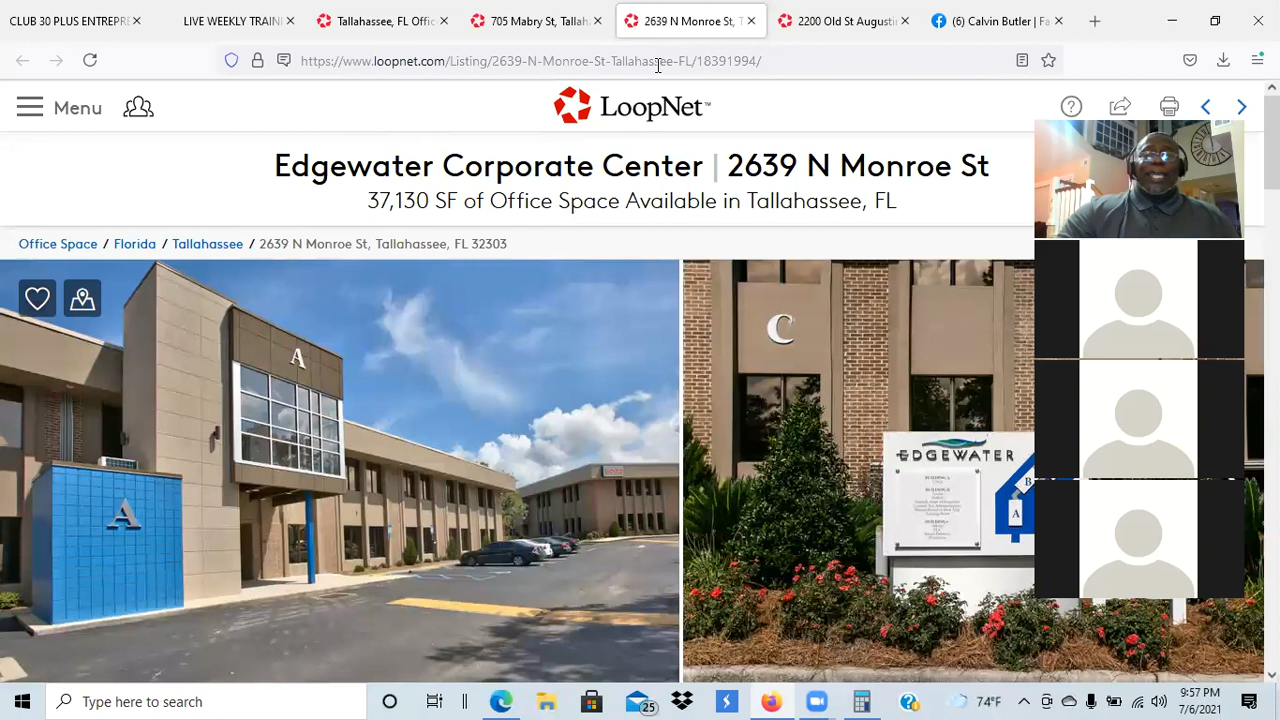 CLUB 30 PLUS ENTREPRE
LIVE WEEKLY TRAINI
Tallahassee, FL Offic
705 Mabry St, Tallah
2639 N Monroe St, T
2200 Old St Augusti
(6) Calvin Butler | Fa
https://www.loopnet.com/Listing/2639-N-Monroe-St-Tallahassee-FL/18391994/
Menu
LoopNet™
Edgewater Corporate Center | 2639 N Monroe St
37,130 SF of Office Space Available in Tallahassee, FL
Office Space / Florida / Tallahassee / 2639 N Monroe St, Tallahassee, FL 32303
A
A
C
EDGEWATER
B
A
Type here to search
25
74°F
9:57 PM
7/6/2021